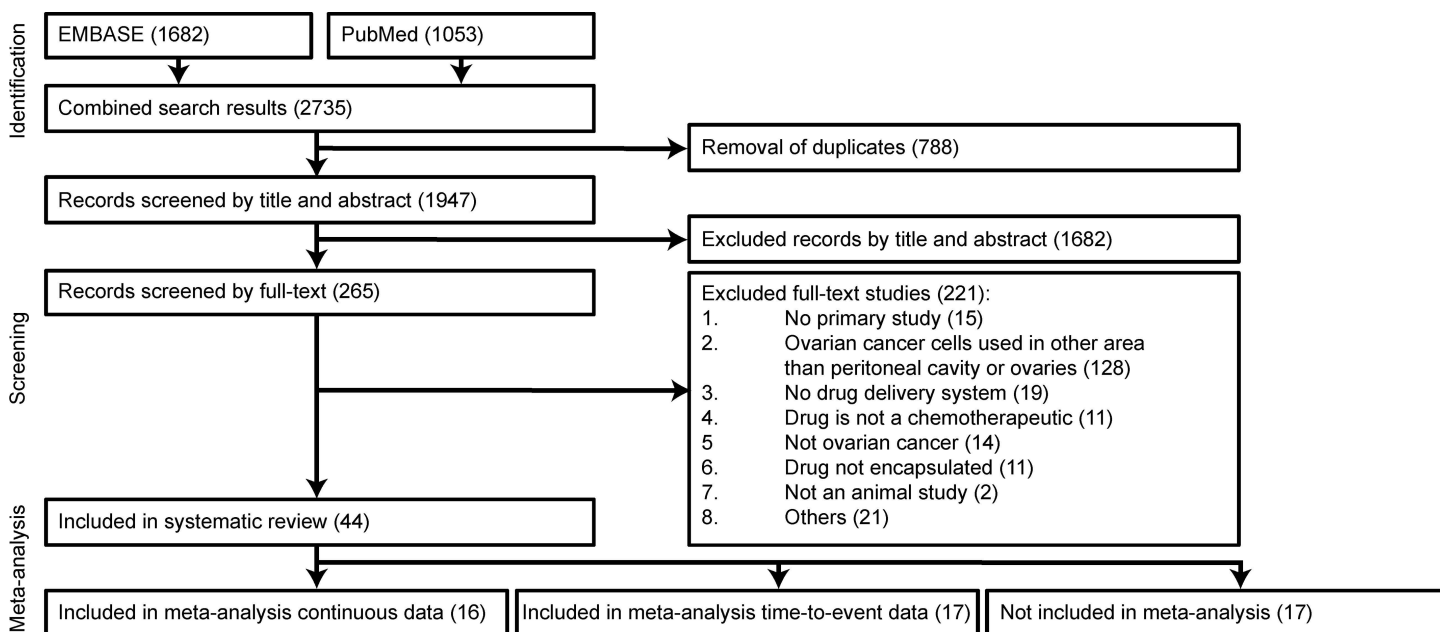 Identification
EMBASE (1682)
PubMed (1053)
Combined search results (2735)
Removal of duplicates (788)
Records screened by title and abstract (1947)
Excluded records by title and abstract (1682)
Screening
Records screened by full-text (265)
Excluded full-text studies (221):
1. No primary study (15)
2. Ovarian cancer cells used in other area
than peritoneal cavity or ovaries (128)
3. No drug delivery system (19)
4. Drug is not a chemotherapeutic (11)
5 Not ovarian cancer (14)
6. Drug not encapsulated (11)
7. Not an animal study (2)
8. Others (21)
Meta-analysis
Included in systematic review (44)
Included in meta-analysis continuous data (16)
Included in meta-analysis time-to-event data (17)
Not included in meta-analysis (17)